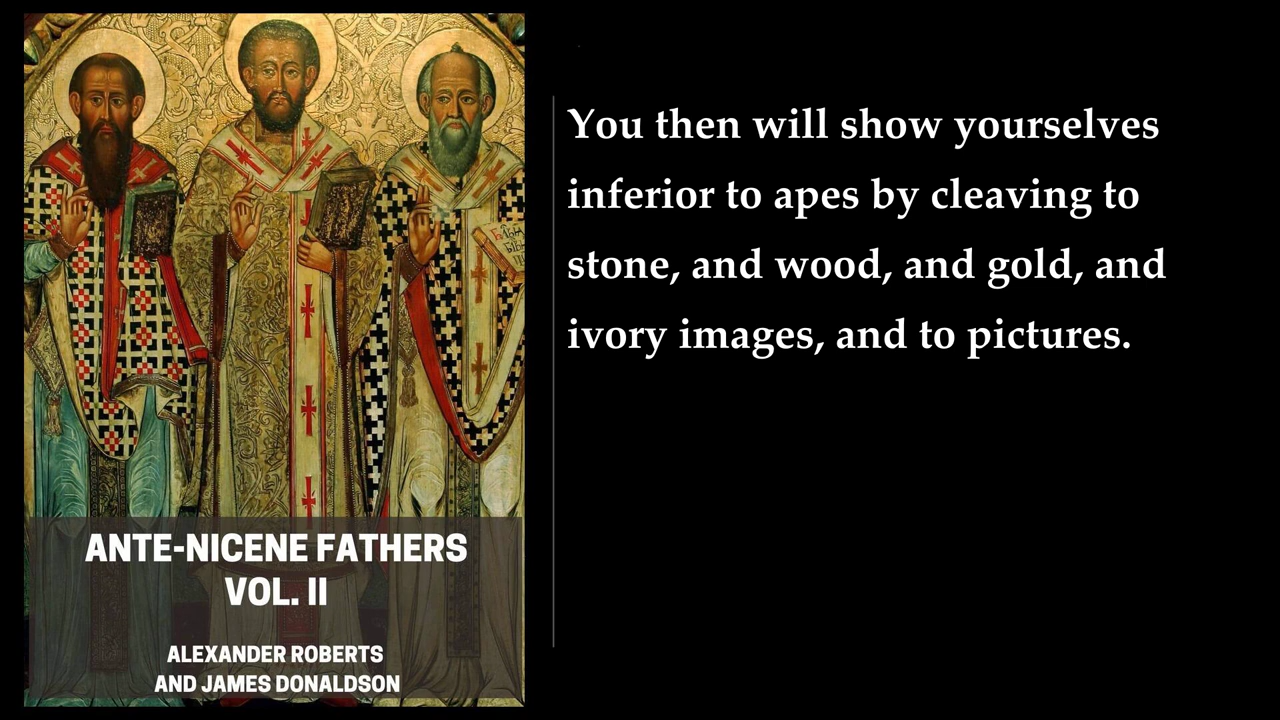 You then will show yourselves
inferior to apes by cleaving to
stone, and wood, and gold, and
ivory images, and to pictures.
ANTE-NICENE FATHERS
VOL. II
ALEXANDER ROBERTS
AND JAMES DONALDSON